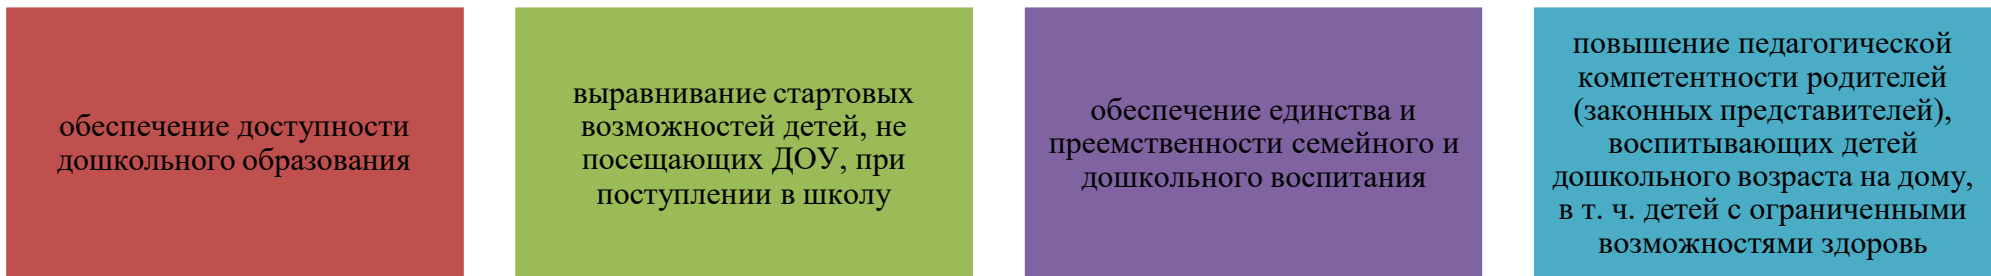 обеспечение доступности
дошкольного образования
выравнивание стартовых
возможностей детей, не
посещающих ДОУ, при
поступлении в школу
обеспечение единства и
преемственности семейного и
дошкольного воспитания
повышение педагогической
компетентности родителей
(законных представителей),
воспитывающих детей
дошкольного возраста на дому,
в т. ч. детей с ограниченными
возможностями здоровь